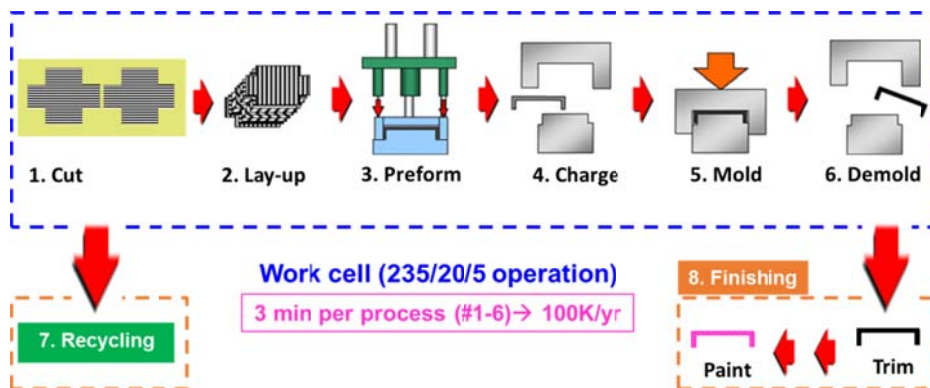 1. Cut
2. Lay-up
3. Preform
4. Charge
5. Mold
6. Demold
Work cell (235/20/5 operation)
3 min per process (#1-6)→ 100K/yr
7. Recycling
8. Finishing
Paint
Trim